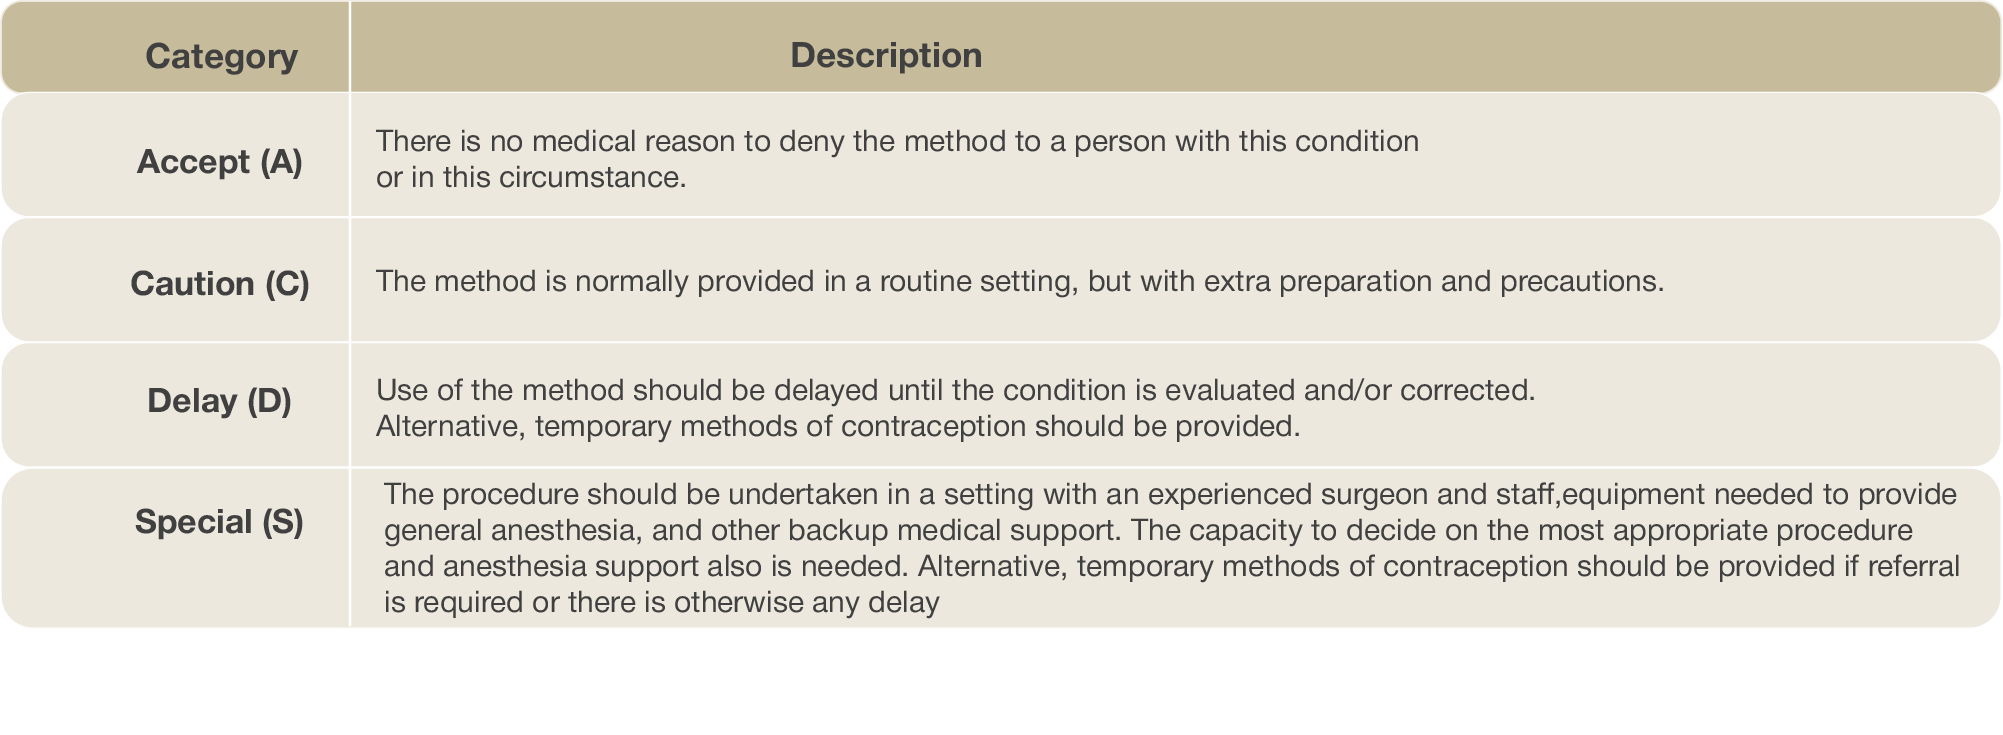 Category
Description
Accept (A)
There is no medical reason to deny the method to a person with this condition
or in this circumstance.
Caution (C)
The method is normally provided in a routine setting, but with extra preparation and precautions.
Delay (D)
Use of the method should be delayed until the condition is evaluated and/or corrected.
Alternative, temporary methods of contraception should be provided.
Special (S)
The procedure should be undertaken in a setting with an experienced surgeon and staff,equipment needed to provide
general anesthesia, and other backup medical support. The capacity to decide on the most appropriate procedure
and anesthesia support also is needed. Alternative, temporary methods of contraception should be provided if referral
is required or there is otherwise any delay